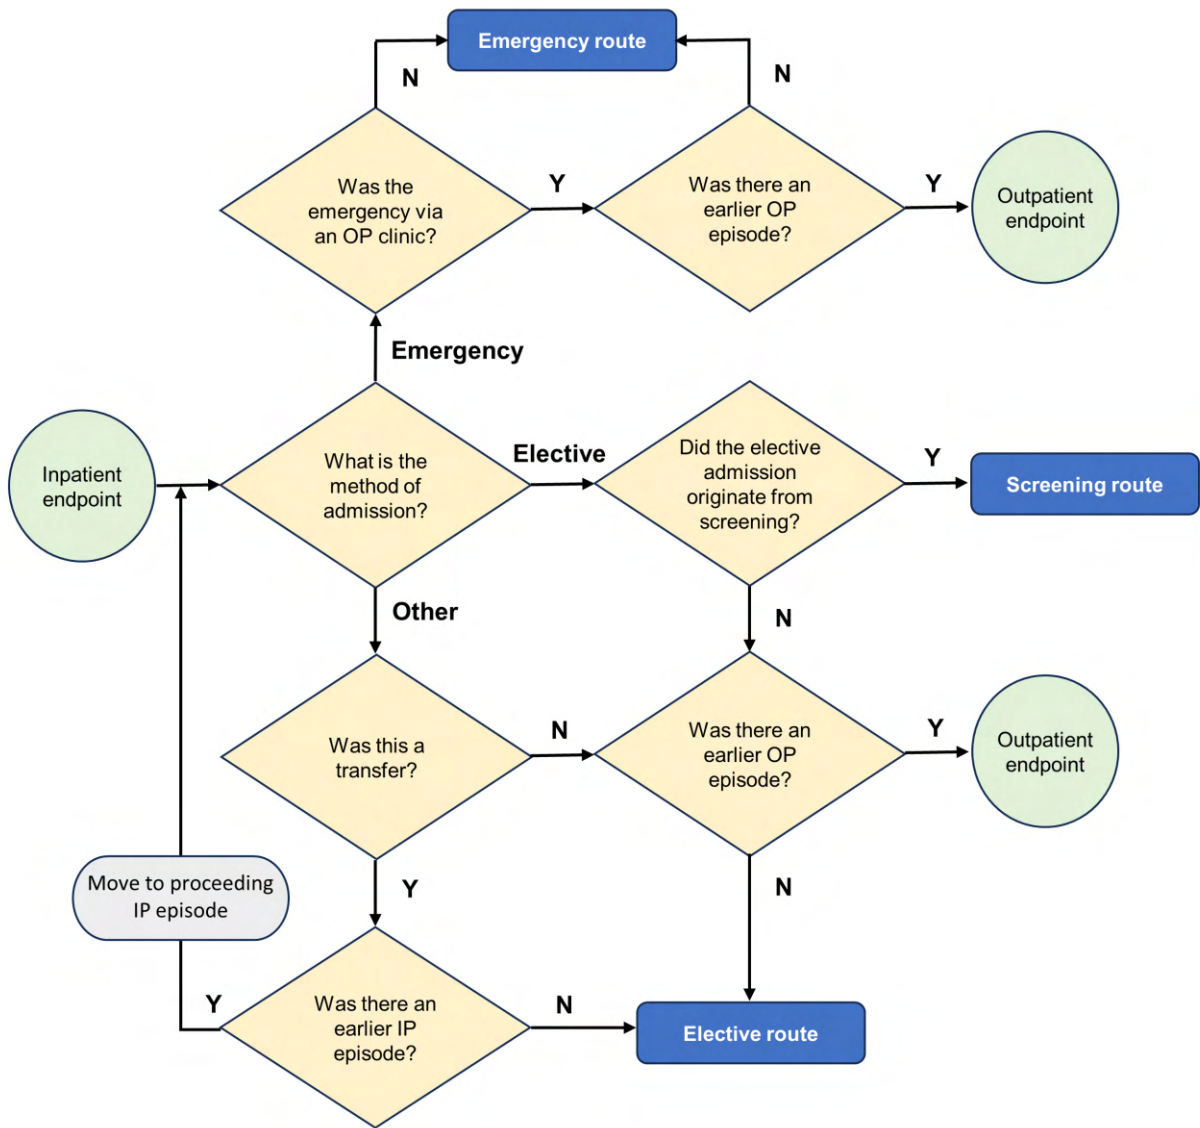 Emergency route
N
N
Was the
emergency via
an OP clinic?
Y
Was there an
earlier OP
episode?
Y
Outpatient
endpoint
Emergency
Inpatient
endpoint
What is the
method of
admission?
Elective
Did the elective
admission
originate from
screening?
Y
Screening route
Other
N
Was this a
transfer?
N
Was there an
earlier OP
episode?
Y
Outpatient
endpoint
Move to proceeding
IP episode
Y
N
Y
Was there an
earlier IP
episode?
N
Elective route